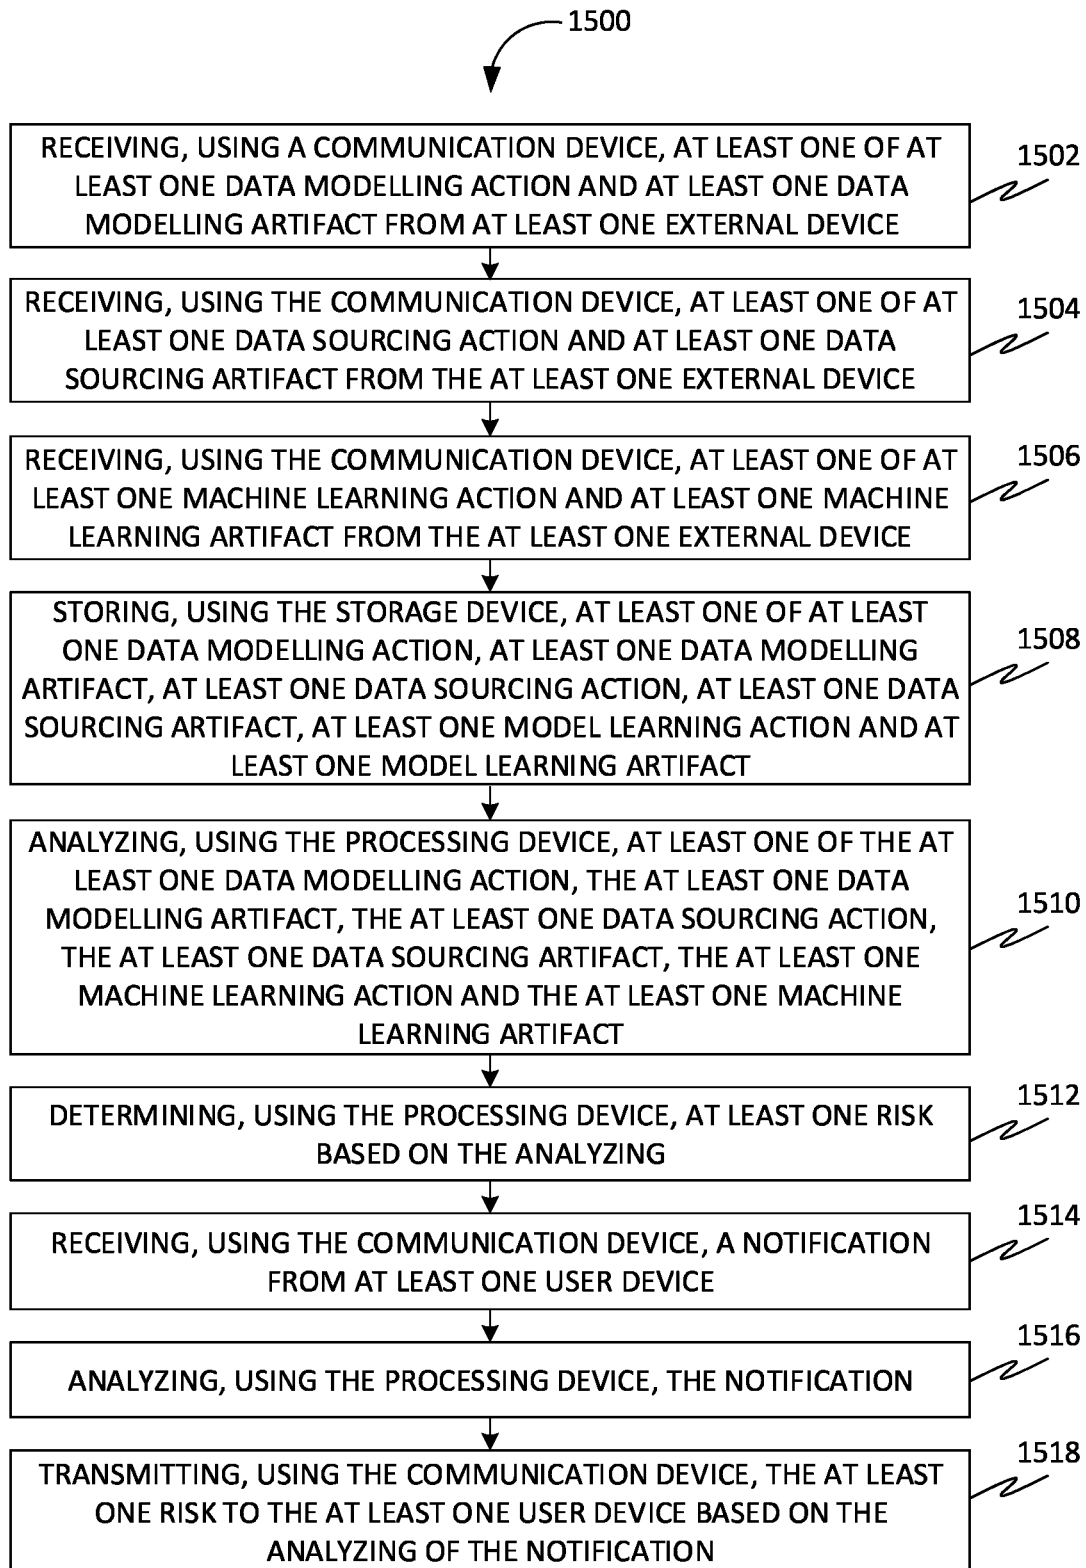 1500
RECEIVING, USING A COMMUNICATION DEVICE, AT LEAST ONE OF AT
LEAST ONE DATA MODELLING ACTION AND AT LEAST ONE DATA
MODELLING ARTIFACT FROM AT LEAST ONE EXTERNAL DEVICE
1502
RECEIVING, USING THE COMMUNICATION DEVICE, AT LEAST ONE OF AT
LEAST ONE DATA SOURCING ACTION AND AT LEAST ONE DATA
SOURCING ARTIFACT FROM THE AT LEAST ONE EXTERNAL DEVICE
1504
RECEIVING, USING THE COMMUNICATION DEVICE, AT LEAST ONE OF AT
LEAST ONE MACHINE LEARNING ACTION AND AT LEAST ONE MACHINE
LEARNING ARTIFACT FROM THE AT LEAST ONE EXTERNAL DEVICE
1506
STORING, USING THE STORAGE DEVICE, AT LEAST ONE OF AT LEAST
ONE DATA MODELLING ACTION, AT LEAST ONE DATA MODELLING
ARTIFACT, AT LEAST ONE DATA SOURCING ACTION, AT LEAST ONE DATA
SOURCING ARTIFACT, AT LEAST ONE MODEL LEARNING ACTION AND AT
LEAST ONE MODEL LEARNING ARTIFACT
1508
ANALYZING, USING THE PROCESSING DEVICE, AT LEAST ONE OF THE AT
LEAST ONE DATA MODELLING ACTION, THE AT LEAST ONE DATA
MODELLING ARTIFACT, THE AT LEAST ONE DATA SOURCING ACTION,
THE AT LEAST ONE DATA SOURCING ARTIFACT, THE AT LEAST ONE
MACHINE LEARNING ACTION AND THE AT LEAST ONE MACHINE
LEARNING ARTIFACT
1510
DETERMINING, USING THE PROCESSING DEVICE, AT LEAST ONE RISK
BASED ON THE ANALYZING
1512
RECEIVING, USING THE COMMUNICATION DEVICE, A NOTIFICATION
FROM AT LEAST ONE USER DEVICE
1514
ANALYZING, USING THE PROCESSING DEVICE, THE NOTIFICATION
1516
TRANSMITTING, USING THE COMMUNICATION DEVICE, THE AT LEAST
ONE RISK TO THE AT LEAST ONE USER DEVICE BASED ON THE
ANALYZING OF THE NOTIFICATION
1518